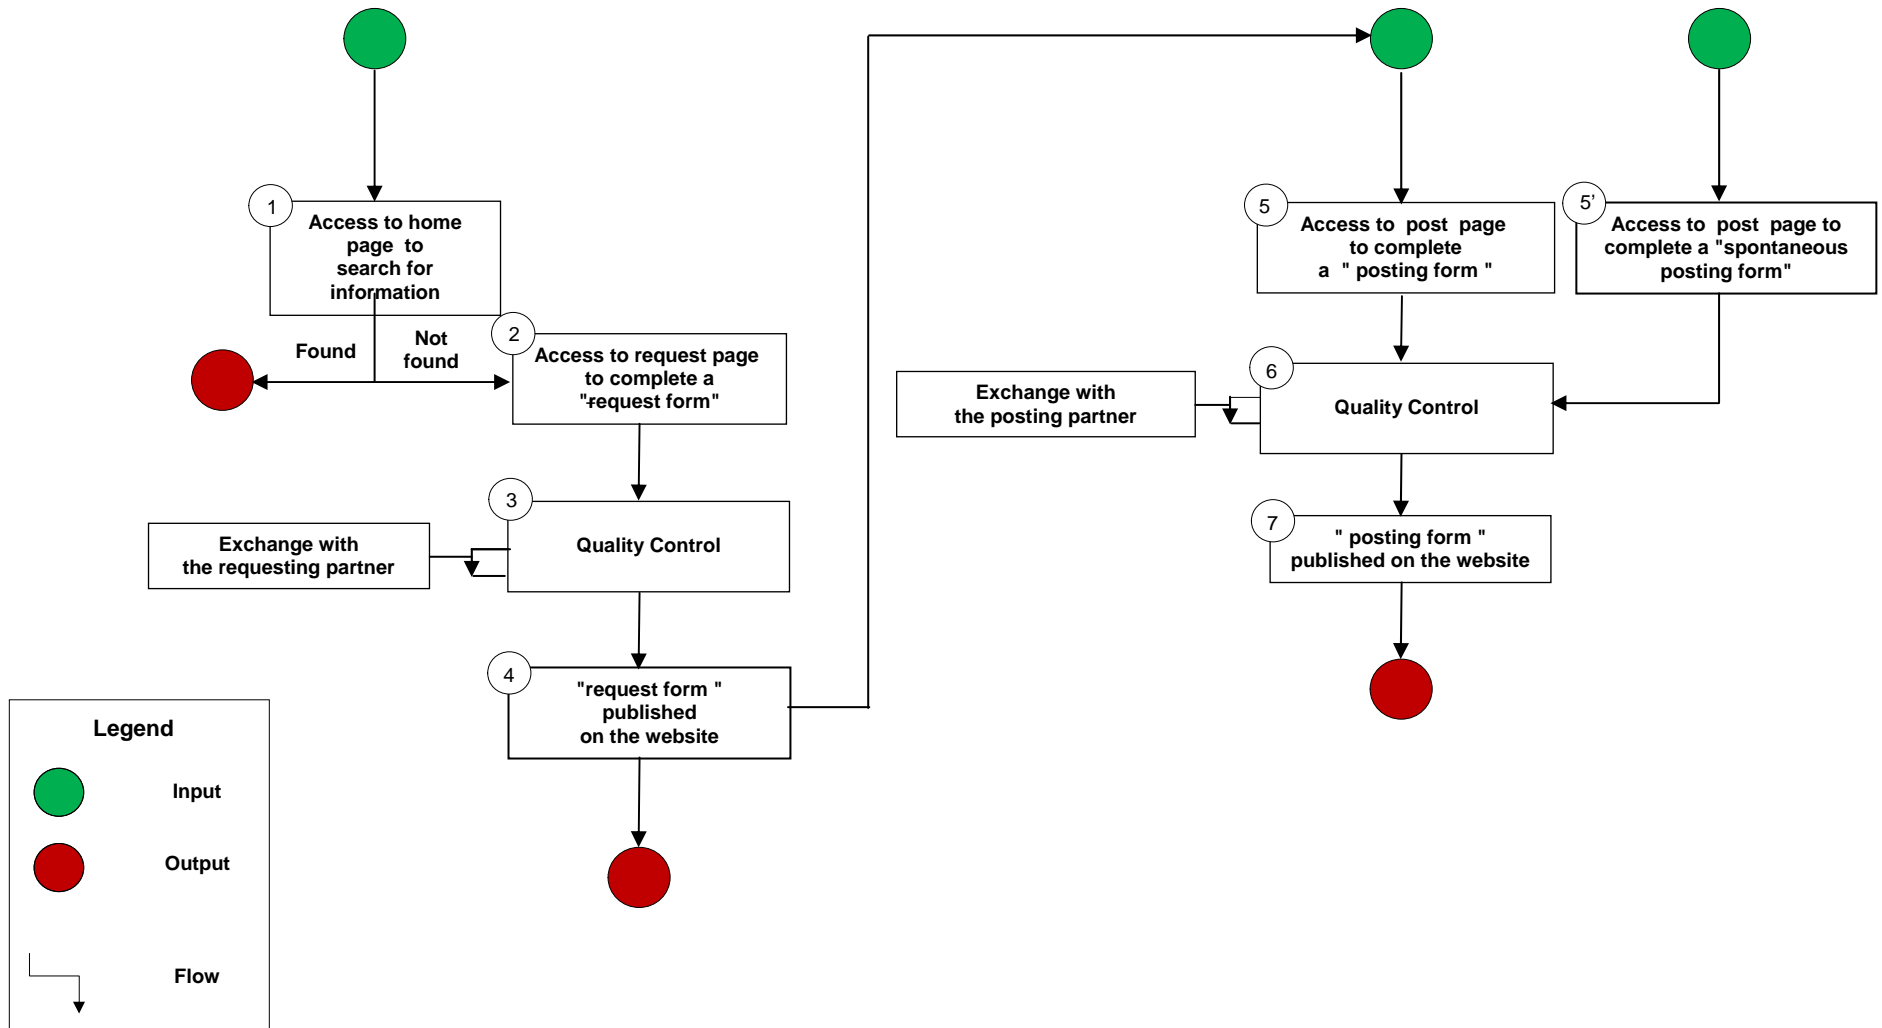 1
Access to home
page to
search for
information
Found
Not
found
2
Access to request page
to complete a
"request form"
3
Quality Control
Exchange with
the requesting partner
4
"request form "
published
on the website
5
Access to post page
to complete
a " posting form "
5’
Access to post page to
complete a "spontaneous
posting form"
6
Quality Control
Exchange with
the posting partner
7
" posting form "
published on the website
Legend
Input
Output
Flow